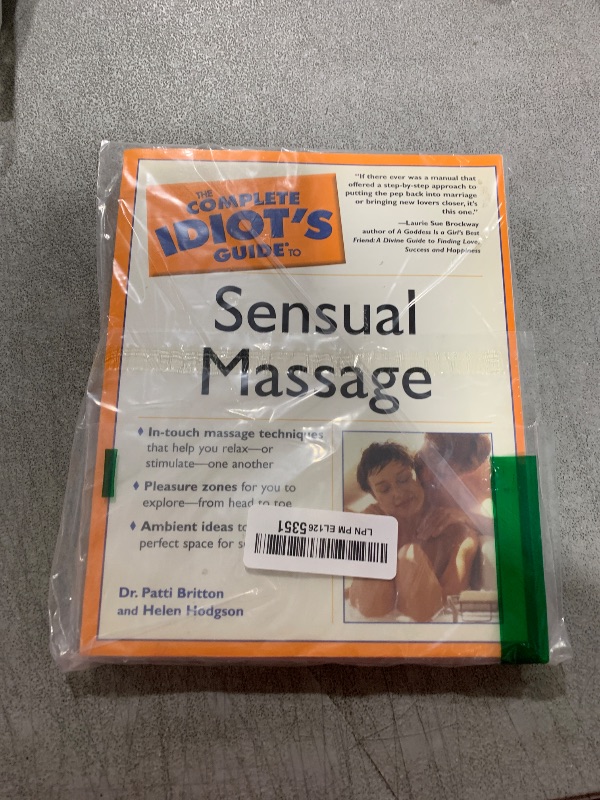 THE
COMPLETE
IDIOT'S
GUIDE TO
"If there ever was a manual that
offered a step-by-step approach to
putting the pep back into marriage
or bringing new lovers closer, it's
this one."
—Laurie Sue Brockway
author of A Goddess Is a Girl's Best
Friend: A Divine Guide to Finding Love,
Success and Happiness
Sensual
Massage
♦ In-touch massage techniques
that help you relax—or
stimulate—one another
♦ Pleasure zones for you to
explore—from head to toe
♦ Ambient ideas to
perfect space for s
LPN PM EL126 5351
Dr. Patti Britton
and Helen Hodgson